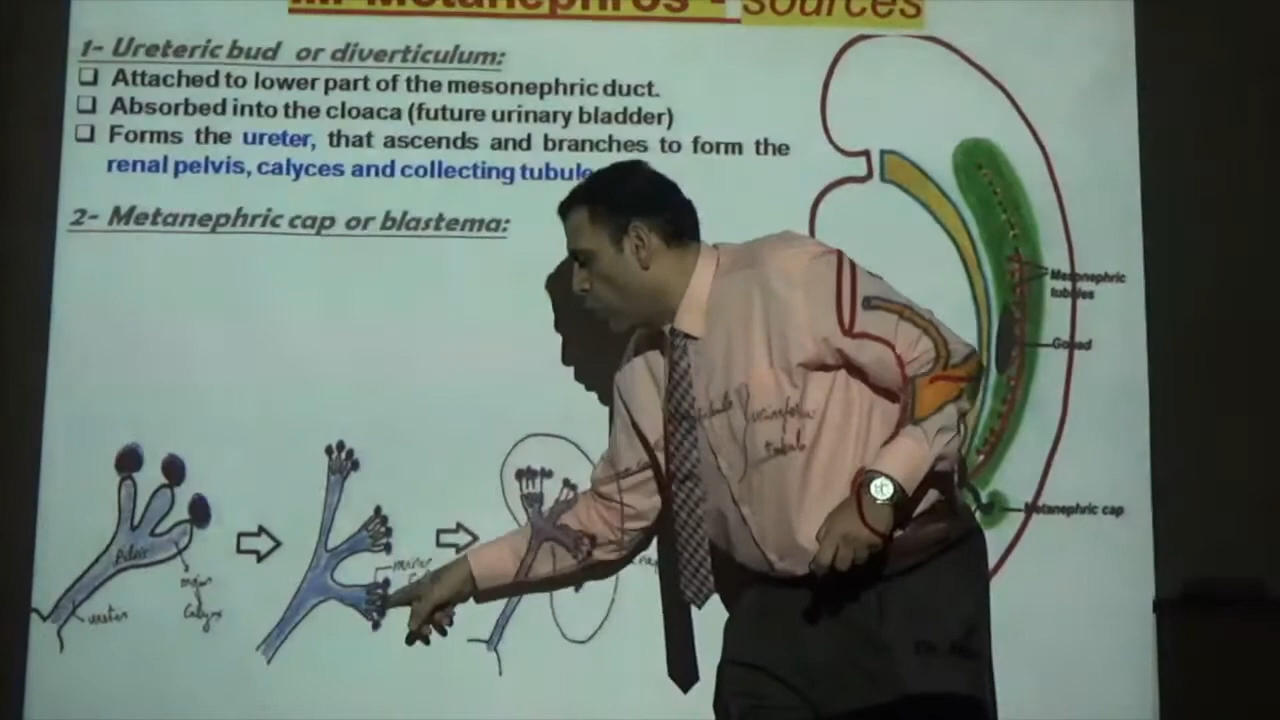 III. Metanephros - sources
1- Ureteric bud or diverticulum:
❑ Attached to lower part of the mesonephric duct.
❑ Absorbed into the cloaca (future urinary bladder)
❑ Forms the ureter, that ascends and branches to form the
renal pelvis, calyces and collecting tubule
2- Metanephric cap or blastema:
Mesonephric
tubules
Gonad
Metanephric cap
Pelvis
ureter
major
Calyx
minor
tubule